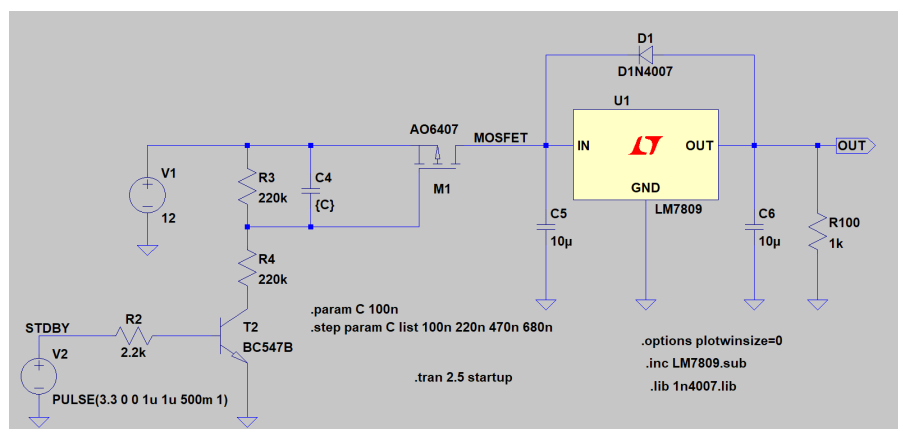 D1
D1N4007
U1
AO6407
MOSFET
IN
OUT
OUT
GND
LM7809
V1
12
R3
220k
C4
{C}
M1
C5
10µ
C6
10µ
R100
1k
R4
220k
.param C 100n
.step param C list 100n 220n 470n 680n
STDBY
R2
2.2k
T2
BC547B
V2
PULSE(3.3 0 0 1u 1u 500m 1)
.tran 2.5 startup
.options plotwinsize=0
.inc LM7809.sub
.lib 1n4007.lib